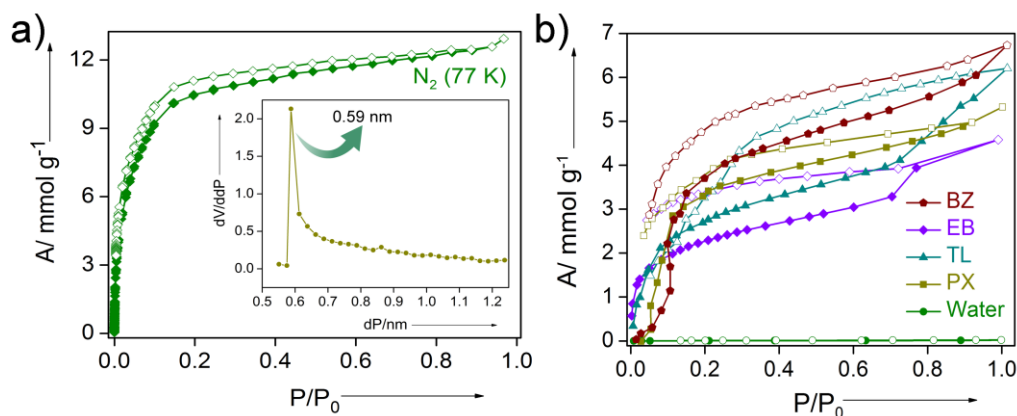 a)
A/ mmol g⁻¹
12
9
6
3
0
N₂ (77 K)
dV/ddP
2.0
1.5
1.0
0.5
0.0
0.59 nm
0.5 0.6 0.7 0.8 0.9 1.0 1.1 1.2
dP/nm
0.0 0.2 0.4 0.6 0.8 1.0
P/P₀
b)
A/ mmol g⁻¹
7
6
5
4
3
2
1
0
BZ
EB
TL
PX
Water
0.0 0.2 0.4 0.6 0.8 1.0
P/P₀